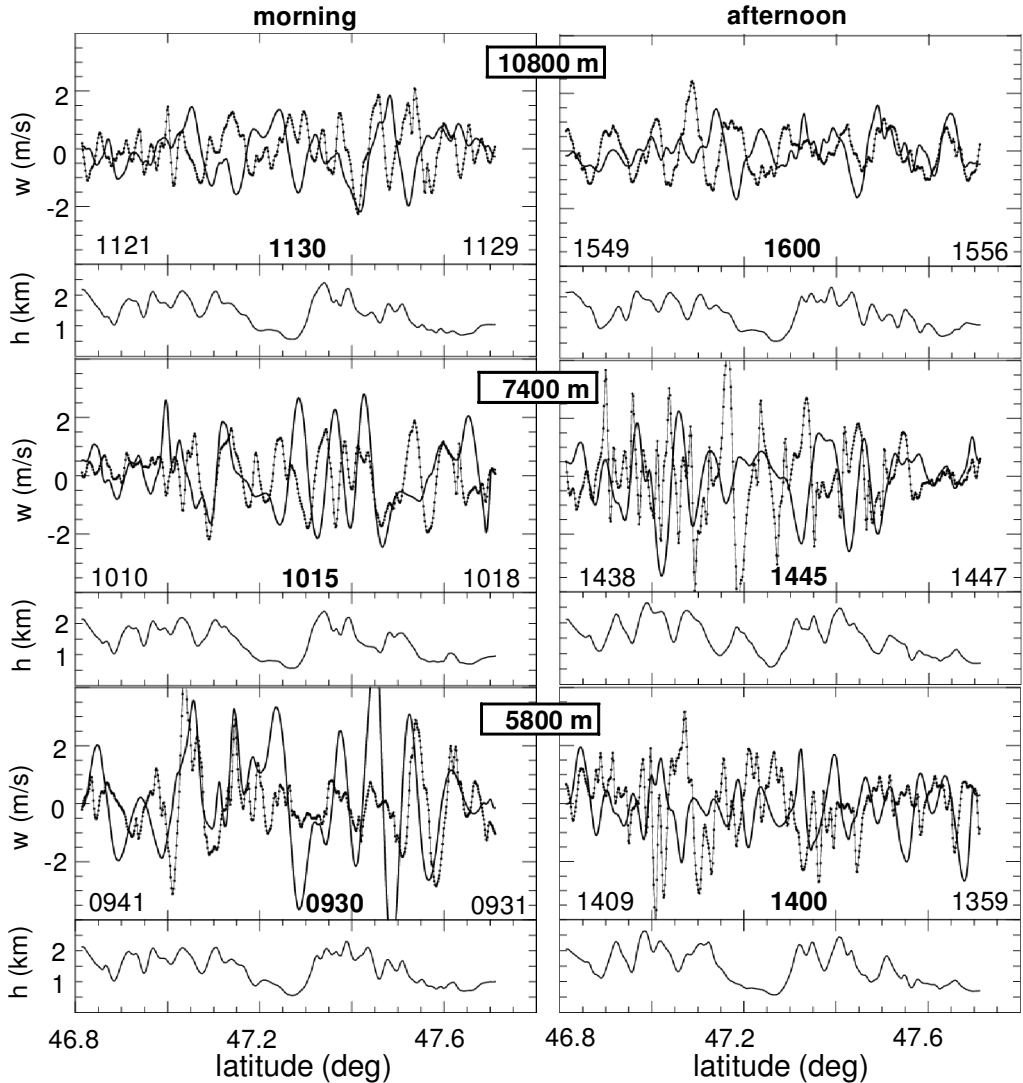 morning afternoon
10800 m
w (m/s)
2
0
-2
1121 1130 1129
1549 1600 1556
h (km)
2
1
7400 m
w (m/s)
2
0
-2
1010 1015 1018
1438 1445 1447
h (km)
2
1
5800 m
w (m/s)
2
0
-2
0941 0930 0931
1409 1400 1359
h (km)
2
1
46.8 47.2 47.6 46.8 47.2 47.6
latitude (deg) latitude (deg)